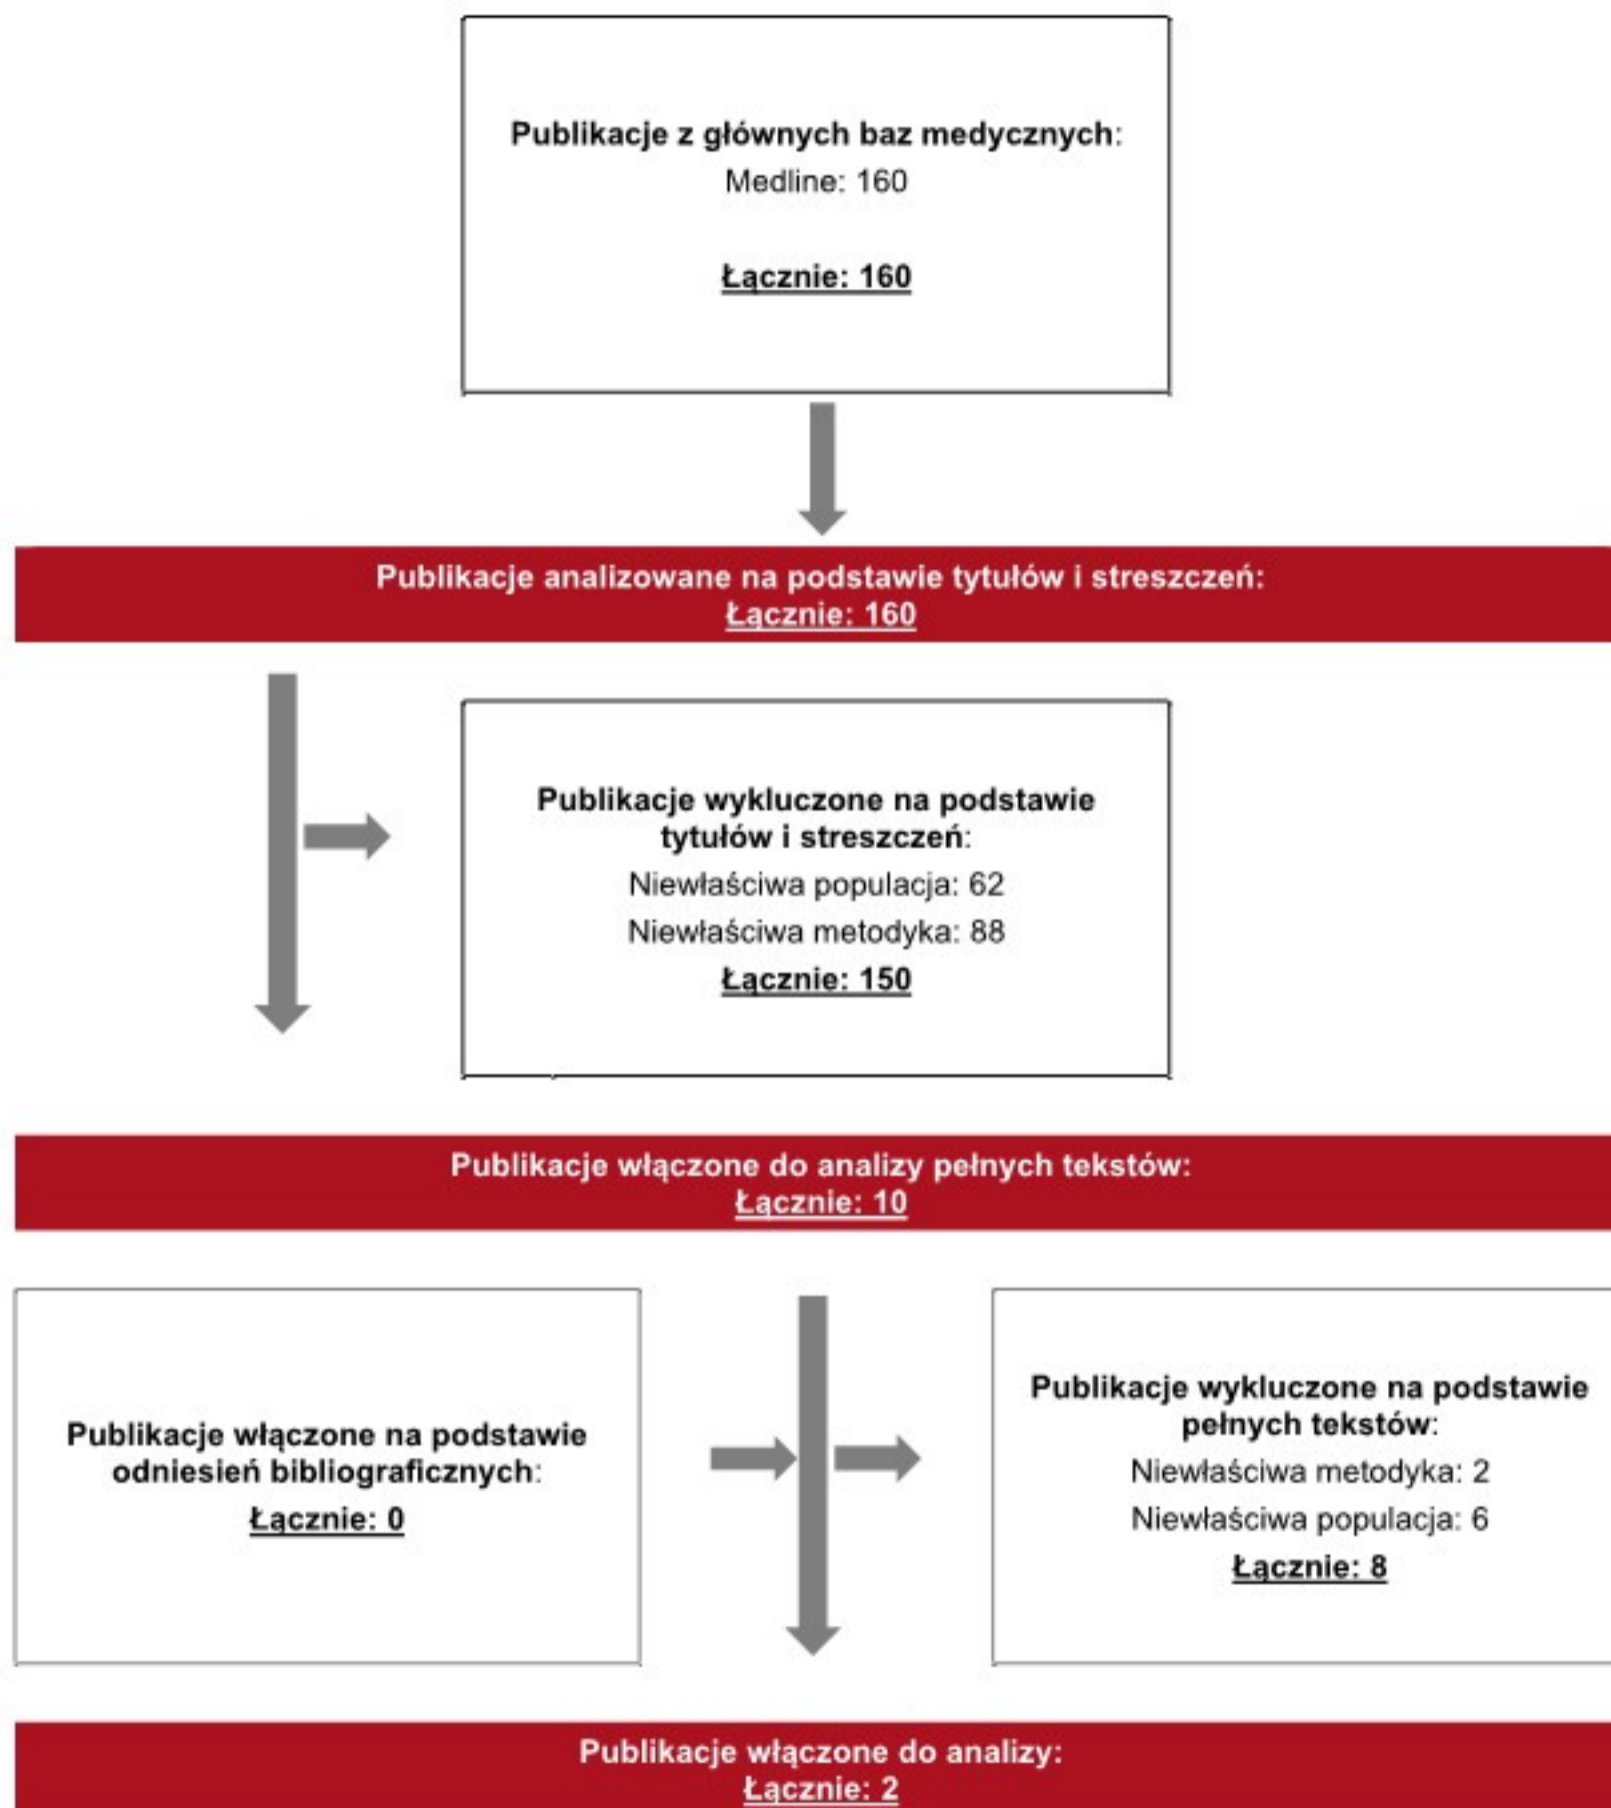 Publikacje z głównych baz medycznych:
Medline: 160
Łącznie: 160
Publikacje analizowane na podstawie tytułów i streszczeń:
Łącznie: 160
Publikacje wykluczone na podstawie
tytułów i streszczeń:
Niewłaściwa populacja: 62
Niewłaściwa metodyka: 88
Łącznie: 150
Publikacje włączone do analizy pełnych tekstów:
Łącznie: 10
Publikacje włączone na podstawie
odniesień bibliograficznych:
Łącznie: 0
Publikacje wykluczone na podstawie
pełnych tekstów:
Niewłaściwa metodyka: 2
Niewłaściwa populacja: 6
Łącznie: 8
Publikacje włączone do analizy:
Łącznie: 2